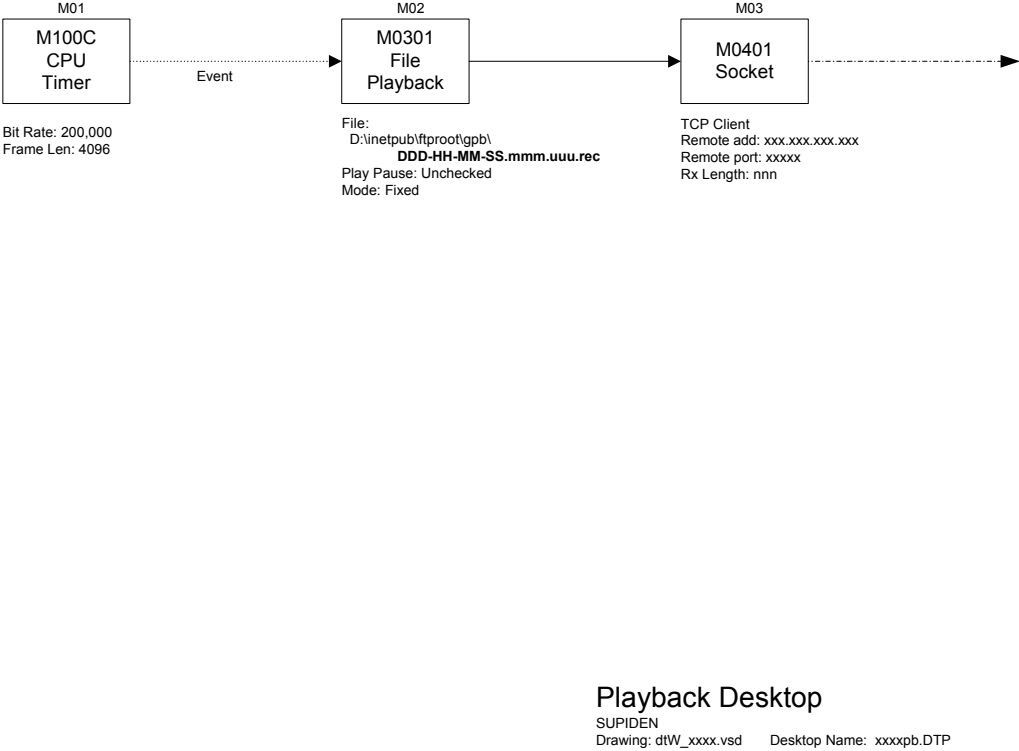 M01
M02
M03
M100C
CPU
Timer
M0301
File
Playback
M0401
Socket
Event
Bit Rate: 200,000
Frame Len: 4096
File:
D:\inetpub\ftproot\gpb\
DDD-HH-MM-SS.mmm.uuu.rec
Play Pause: Unchecked
Mode: Fixed
TCP Client
Remote add: xxx.xxx.xxx.xxx
Remote port: xxxxx
Rx Length: nnn
Playback Desktop
SUPIDEN
Drawing: dtW_xxxx.vsd Desktop Name: xxxxpb.DTP